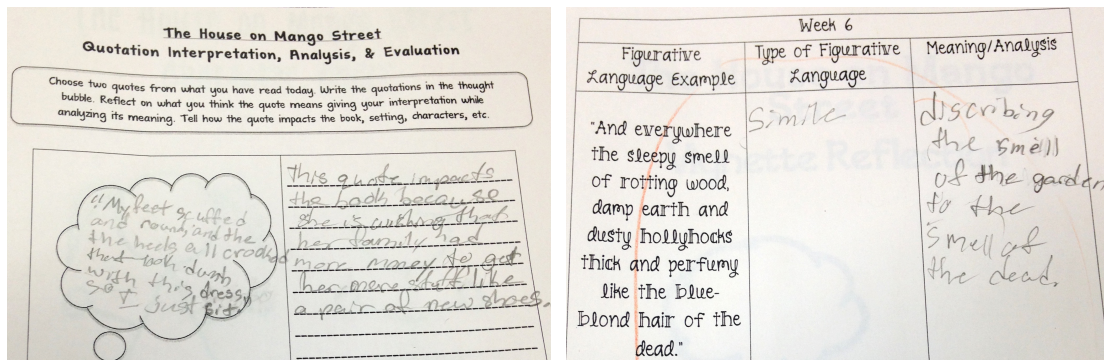 The House on Mango Street
Quotation Interpretation, Analysis, & Evaluation
Choose two quotes from what you have read today. Write the quotations in the thought
bubble. Reflect on what you think the quote means giving your interpretation while
analyzing its meaning. Tell how the quote impacts the book, setting, characters, etc.
"My feet scuffed
and round, and the
the heels all crooked
that look dumb
with this dress,
so I just sit.
this quote impacts
the book because
she is wishing that
her family had
more money to get
her more stuff like
a pair of new shoes.
Week 6
Figurative
Language Example
Type of Figurative
Language
Meaning/Analysis
"And everywhere
the sleepy smell
of rotting wood,
damp earth and
dusty hollyhocks
thick and perfumy
like the blue-
blond hair of the
dead."
Simile
discribing
the smell
of the garden
to the
smell of
the dead.